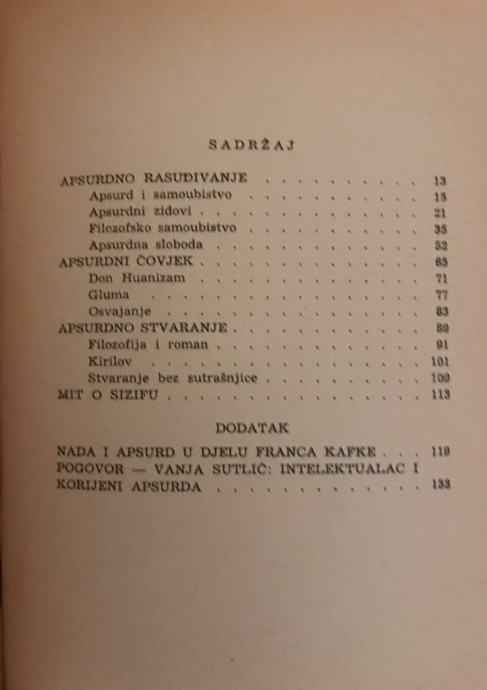 SADRŽAJ
APSURDNO RASUĐIVANJE . . . . . . . . . . 13
Apsurd i samoubistvo . . . . . . . . . . 15
Apsurdni zidovi . . . . . . . . . . . . . 21
Filozofsko samoubistvo . . . . . . . . . . 35
Apsurdna sloboda . . . . . . . . . . . . 52
APSURDNI ČOVJEK . . . . . . . . . . . . . 65
Don Huanizam . . . . . . . . . . . . . 71
Gluma . . . . . . . . . . . . . . . . 77
Osvajanje . . . . . . . . . . . . . . . 83
APSURDNO STVARANJE . . . . . . . . . . . 89
Filozofija i roman . . . . . . . . . . . . 91
Kirilov . . . . . . . . . . . . . . . . 101
Stvaranje bez sutrašnjice . . . . . . . . . 109
MIT O SIZIFU . . . . . . . . . . . . . . . 113
DODATAK
NADA I APSURD U DJELU FRANCA KAFKE . . . 119
POGOVOR — VANJA SUTLIĆ: INTELEKTUALAC I
KORIJENI APSURDA . . . . . . . . . . . . 133